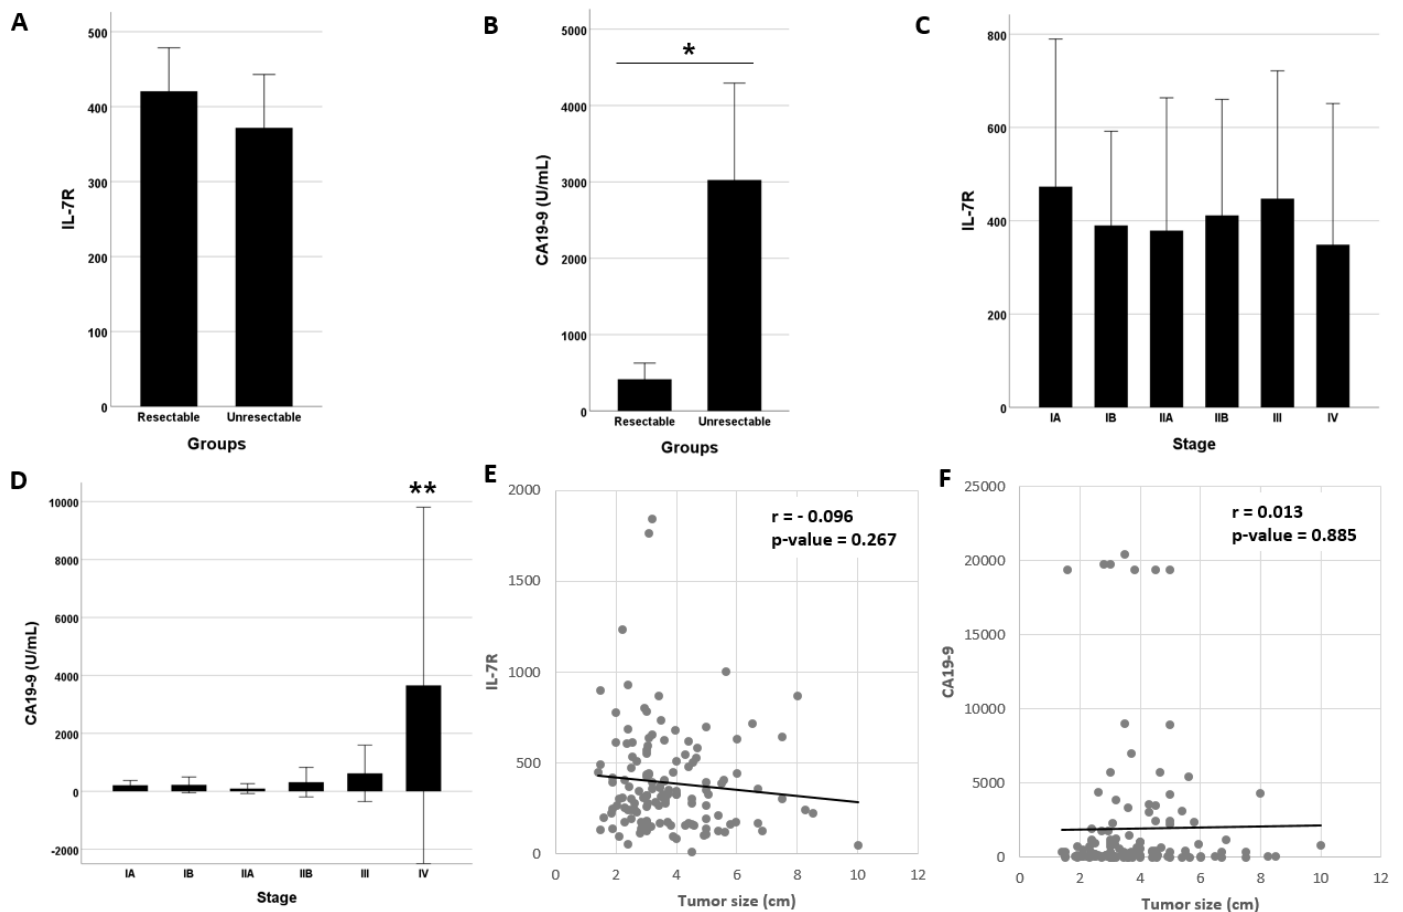 A
500
400
300
200
100
0
IL-7R
Resectable
Unresectable
Groups
B
5000
4000
3000
2000
1000
0
CA19-9 (U/mL)
*
Resectable
Unresectable
Groups
C
800
600
400
200
0
IL-7R
IA
IB
IIA
IIB
III
IV
Stage
D
10000
8000
6000
4000
2000
0
-2000
CA19-9 (U/mL)
**
IA
IB
IIA
IIB
III
IV
Stage
E
2000
1500
1000
500
0
IL-7R
r = - 0.096
p-value = 0.267
0
2
4
6
8
10
12
Tumor size (cm)
F
25000
20000
15000
10000
5000
0
CA19-9
r = 0.013
p-value = 0.885
0
2
4
6
8
10
12
Tumor size (cm)